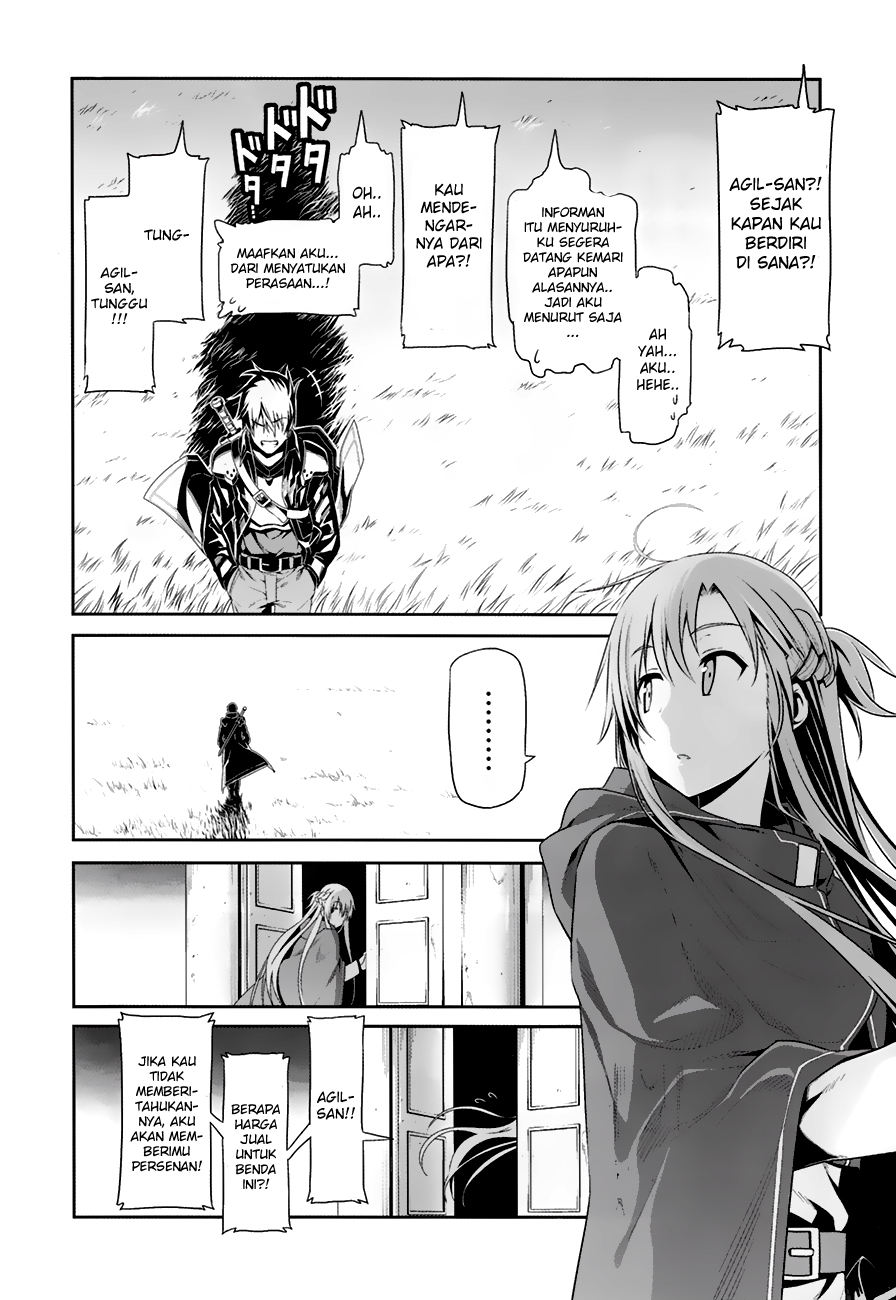 AGIL-SAN?!
SEJAK
KAPAN KAU
BERDIRI
DI SANA?!
AH
YAH...
AKU..
HEHE..
INFORMAN
ITU MENYURUH-
KU SEGERA
DATANG KEMARI
APAPUN
ALASANNYA..
JADI AKU
MENURUT SAJA
...
KAU
MENDE-
NGAR-
NYA DARI
APA?!
OH..
AH..
MAAFKAN AKU...
DARI MENYATUKAN
PERASAAN...!
ドタ
ドタ
ドタ…
TUNG-
AGIL-
SAN,
TUNGGU
!!!
........
AGIL-
SAN!!
BERAPA
HARGA
JUAL
UNTUK
BENDA
INI?!
JIKA KAU
TIDAK
MEMBERI-
TAHUKAN-
NYA, AKU
AKAN MEM-
BERIMU
PERSENAN!